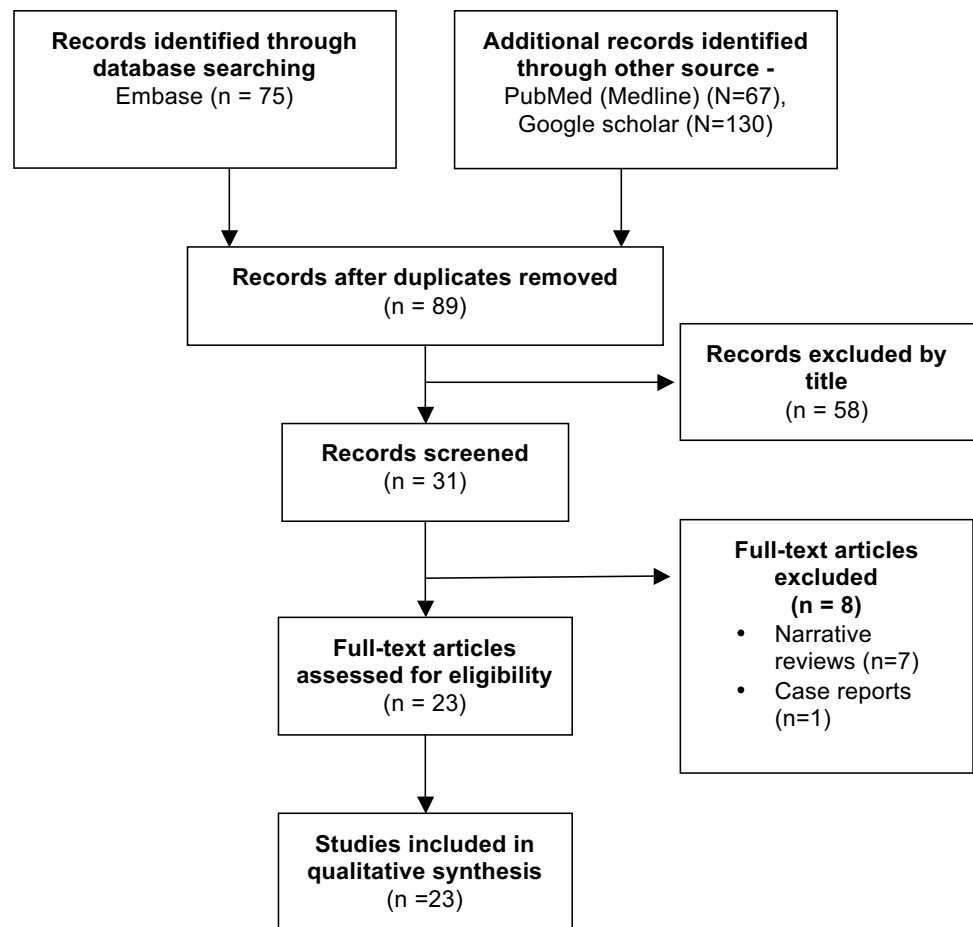 Records identified through
database searching
Embase (n = 75)
Additional records identified
through other source -
PubMed (Medline) (N=67),
Google scholar (N=130)
Records after duplicates removed
(n = 89)
Records excluded by
title
(n = 58)
Records screened
(n = 31)
Full-text articles
excluded
(n = 8)
• Narrative
reviews (n=7)
• Case reports
(n=1)
Full-text articles
assessed for eligibility
(n = 23)
Studies included in
qualitative synthesis
(n =23)